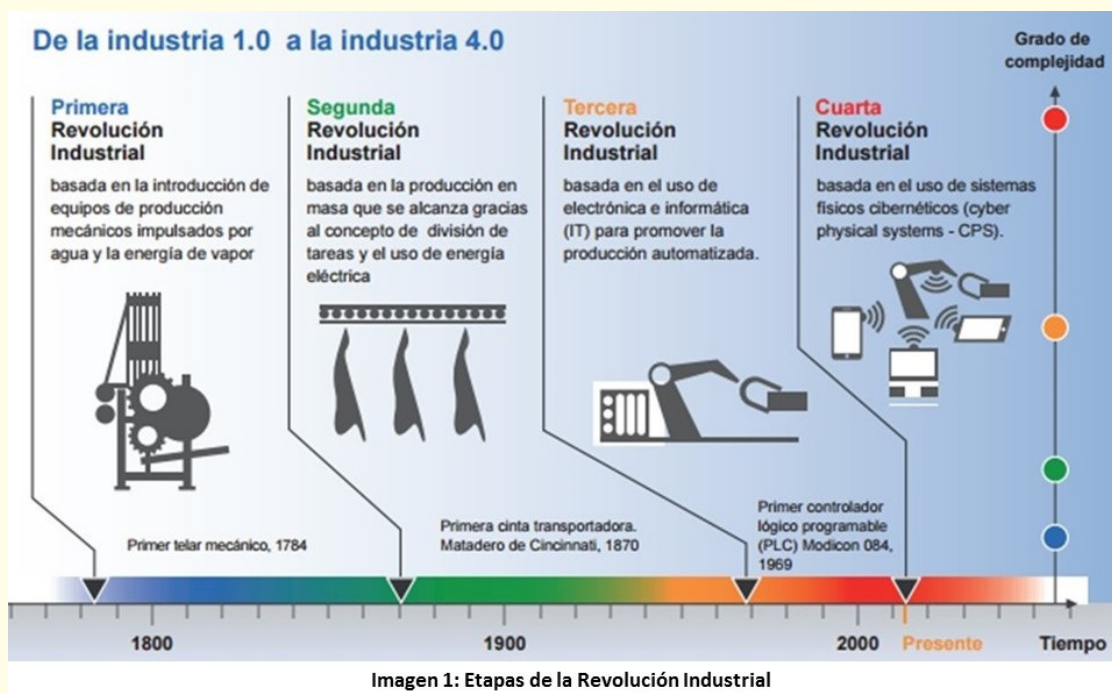 De la industria 1.0 a la industria 4.0
Grado de
complejidad
Primera
Revolución
Industrial
basada en la introducción de
equipos de producción
mecánicos impulsados por
agua y la energía de vapor
Segunda
Revolución
Industrial
basada en la producción en
masa que se alcanza gracias
al concepto de división de
tareas y el uso de energía
eléctrica
Tercera
Revolución
Industrial
basada en el uso de
electrónica e informática
(IT) para promover la
producción automatizada.
Cuarta
Revolución
Industrial
basada en el uso de sistemas
físicos cibernéticos (cyber
physical systems - CPS).
Primer telar mecánico, 1784
Primera cinta transportadora.
Matadero de Cincinnati, 1870
Primer controlador
lógico programable
(PLC) Modicon 084,
1969
1800
1900
2000
Presente
Tiempo
Imagen 1: Etapas de la Revolución Industrial